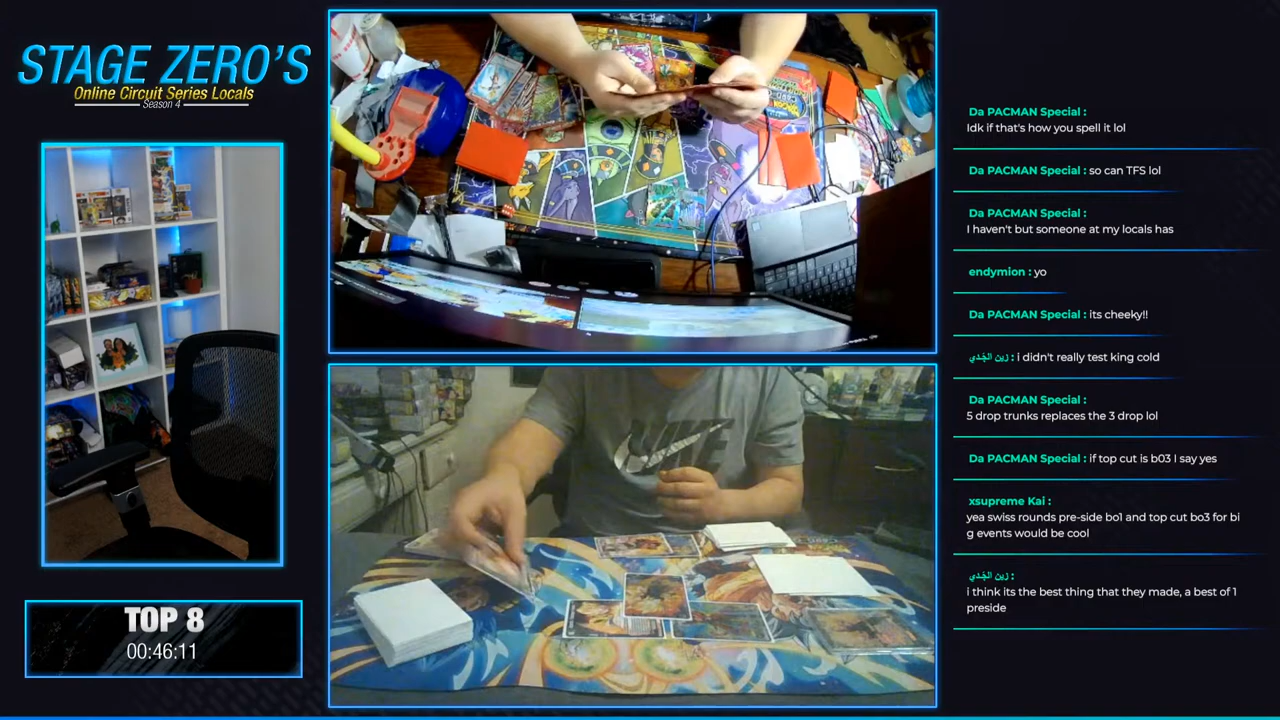 STAGE ZERO'S
Online Circuit Series Locals
Season 4
TOP 8
00:46:11
NIKE
Da PACMAN Special :
Idk if that's how you spell it lol
Da PACMAN Special : so can TFS lol
Da PACMAN Special :
I haven't but someone at my locals has
endymion : yo
Da PACMAN Special : its cheeky!!
زين الجَدي : i didn't really test king cold
Da PACMAN Special :
5 drop trunks replaces the 3 drop lol
Da PACMAN Special : if top cut is b03 I say yes
xsupreme Kai :
yea swiss rounds pre-side bo1 and top cut bo3 for bi
g events would be cool
زين الجَدي :
i think its the best thing that they made, a best of 1
preside